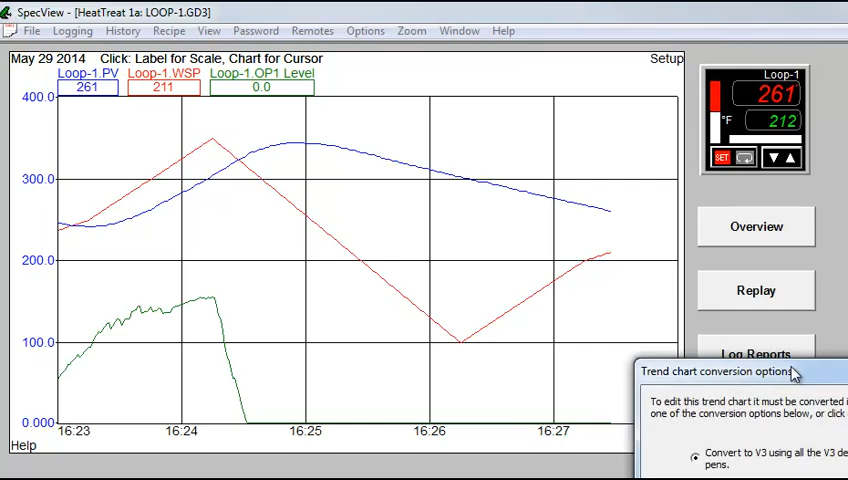 SpecView - [HeatTreat 1a: LOOP-1.GD3]
File Logging History Recipe View Password Remotes Options Zoom Window Help
May 29 2014 Click: Label for Scale, Chart for Cursor Setup
Loop-1.PV Loop-1.WSP Loop-1.OP1 Level
261 211 0.0
400.0
300.0
200.0
100.0
0.000
16:23 16:24 16:25 16:26 16:27
Help
Loop-1
261
°F
212
SET
Overview
Replay
Log Reports
Trend chart conversion options
To edit this trend chart it must be converted
one of the conversion options below, or click
Convert to V3 using all the V3 de
pens.